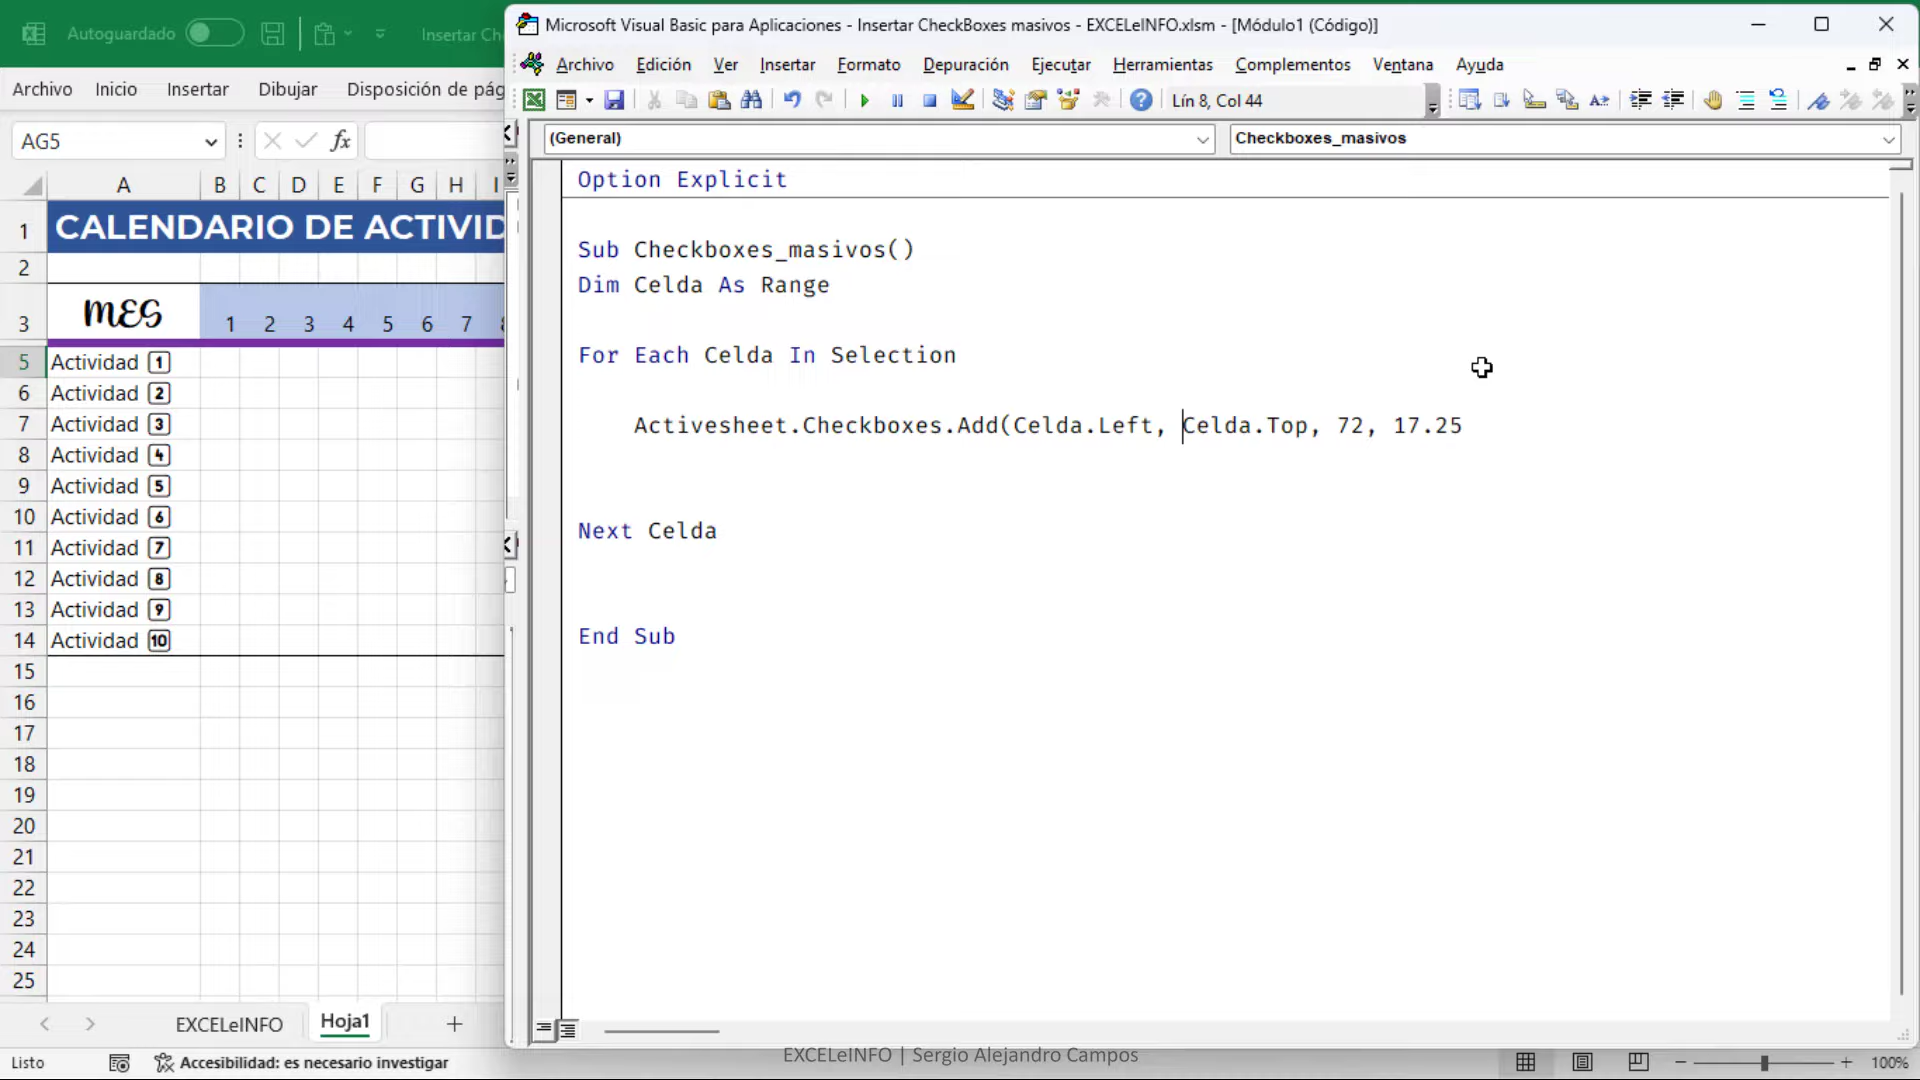 Autoguardado
Insertar Ch
Archivo Inicio Insertar Dibujar Disposición de pág
AG5
fx
A B C D E F G H I
1 CALENDARIO DE ACTIVID
2
3 MES 1 2 3 4 5 6 7 8
5 Actividad 1
6 Actividad 2
7 Actividad 3
8 Actividad 4
9 Actividad 5
10 Actividad 6
11 Actividad 7
12 Actividad 8
13 Actividad 9
14 Actividad 10
15
16
17
18
19
20
21
22
23
24
25
EXCELeINFO Hoja1
Listo
Accesibilidad: es necesario investigar
Microsoft Visual Basic para Aplicaciones - Insertar CheckBoxes masivos - EXCELeINFO.xlsm - [Módulo1 (Código)]
Archivo Edición Ver Insertar Formato Depuración Ejecutar Herramientas Complementos Ventana Ayuda
Lín 8, Col 44
(General) Checkboxes_masivos
Option Explicit
Sub Checkboxes_masivos()
Dim Celda As Range
For Each Celda In Selection
Activesheet.Checkboxes.Add(Celda.Left, Celda.Top, 72, 17.25
Next Celda
End Sub
EXCELeINFO | Sergio Alejandro Campos
100%